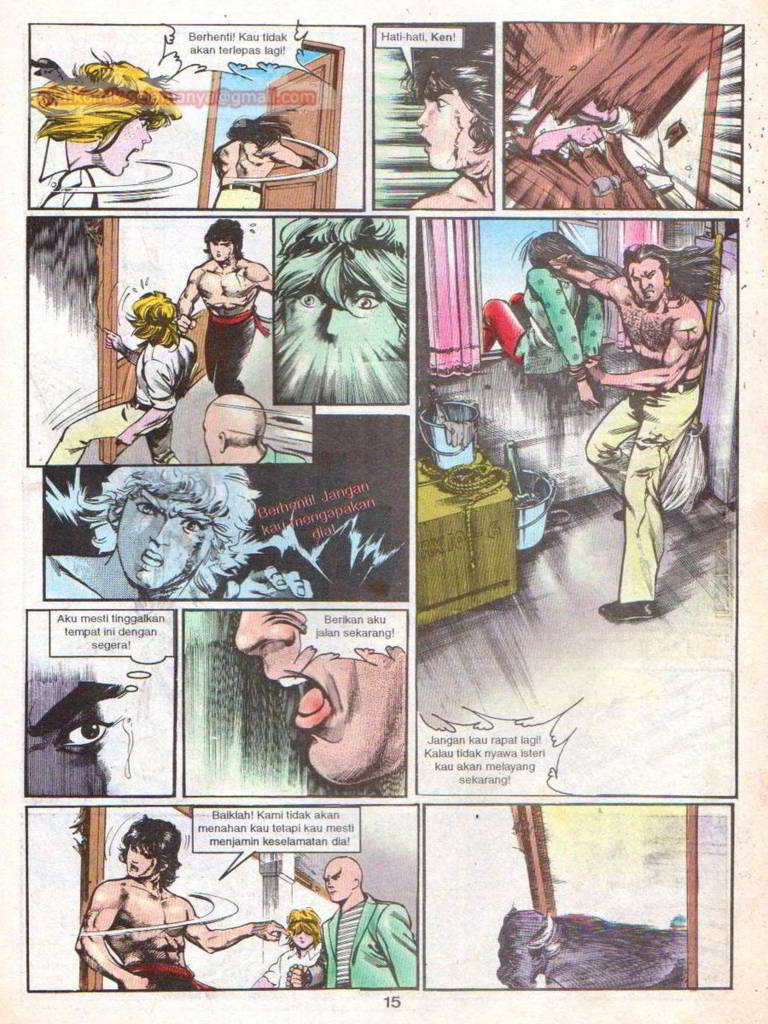 Berhenti! Kau tidak
akan terlepas lagi!
Hati-hati, Ken!
Berhenti! Jangan
kau mengapakan
dia!
Aku mesti tinggalkan
tempat ini dengan
segera!
Berikan aku
jalan sekarang!
Jangan kau rapat lagi!
Kalau tidak nyawa isteri
kau akan melayang
sekarang!
Baiklah! Kami tidak akan
menahan kau tetapi kau mesti
menjamin keselamatan dia!
15